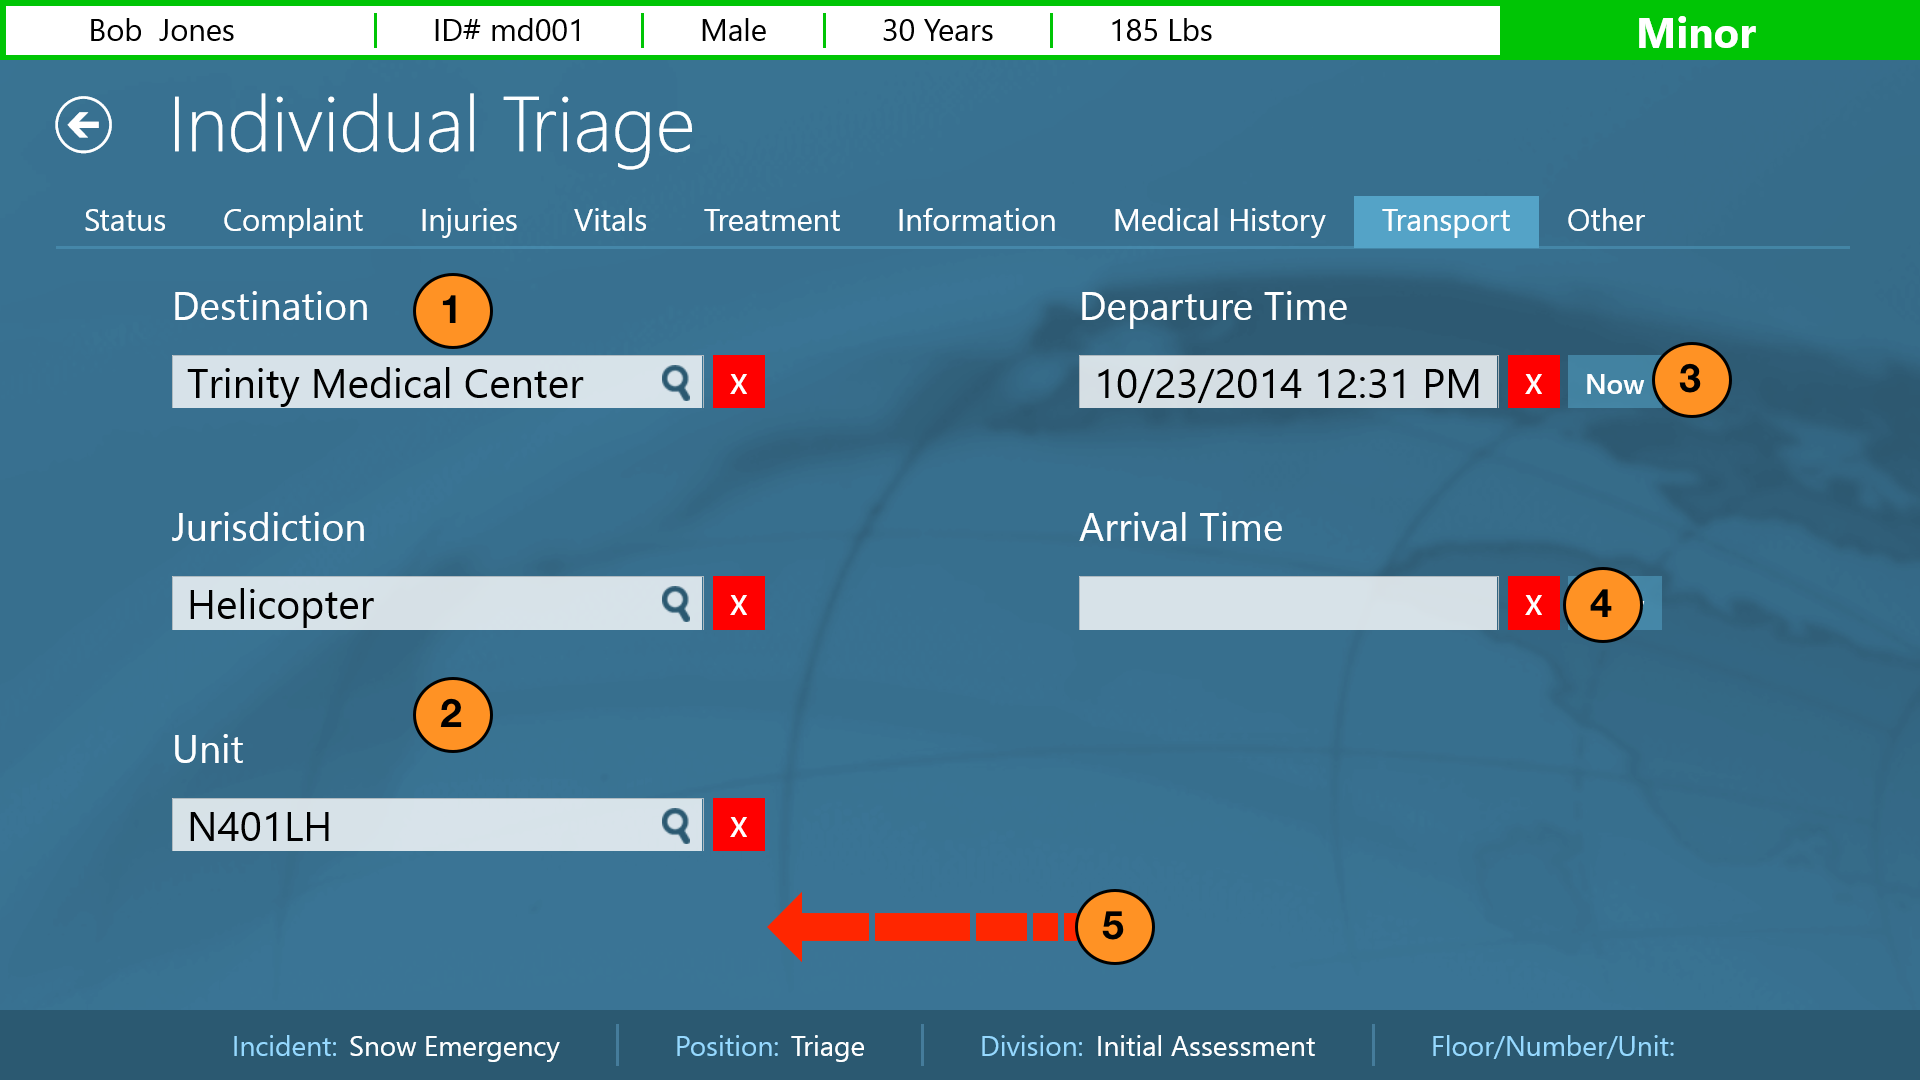 Bob Jones ID# md001 Male 30 Years 185 Lbs Minor
Individual Triage
Status Complaint Injuries Vitals Treatment Information Medical History Transport Other
Destination 1
Departure Time
Trinity Medical Center X
10/23/2014 12:31 PM X Now 3
Jurisdiction
Arrival Time
Helicopter X
X 4
2
Unit
N401LH X
5
Incident: Snow Emergency Position: Triage Division: Initial Assessment Floor/Number/Unit: